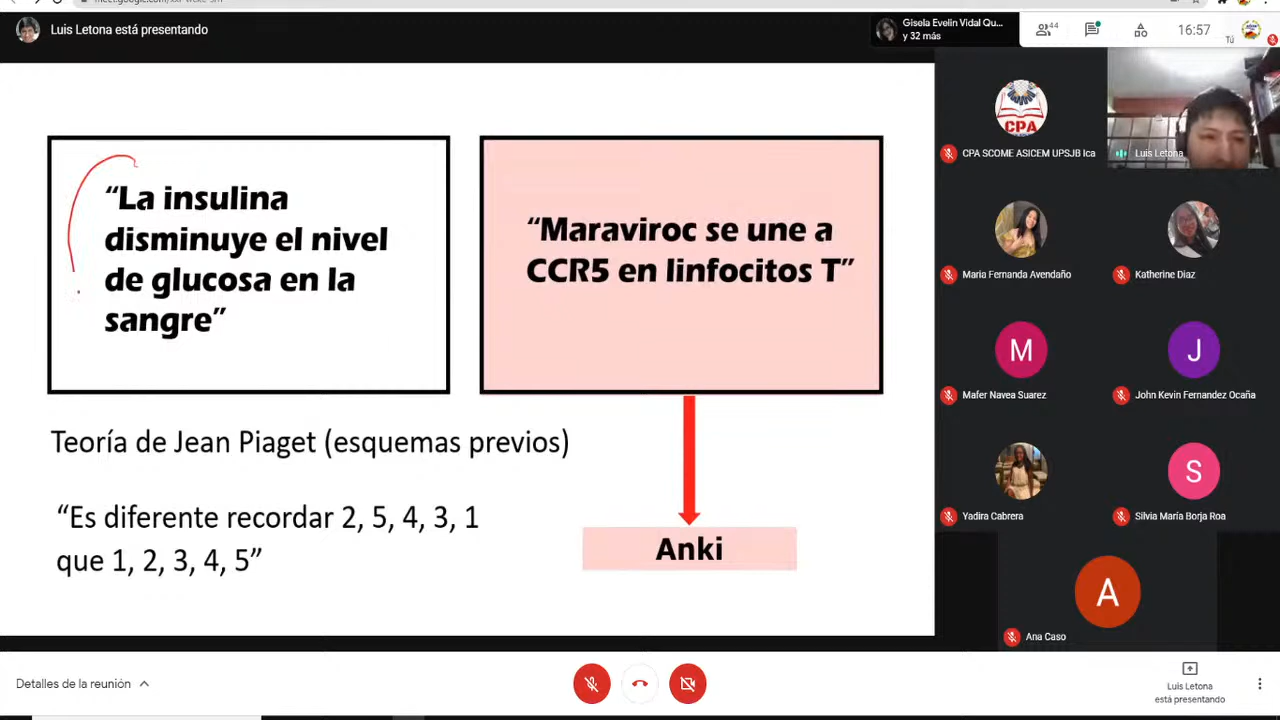 Luis Letona está presentando
Gisela Evelin Vidal Qu...
y 32 más
44
16:57
Tú
“La insulina
disminuye el nivel
de glucosa en la
sangre”
“Maraviroc se une a
CCR5 en linfocitos T”
Teoría de Jean Piaget (esquemas previos)
“Es diferente recordar 2, 5, 4, 3, 1
que 1, 2, 3, 4, 5”
Anki
CPA
CPA SCOME ASICEM UPSJB Ica
Luis Letona
Maria Fernanda Avendaño
Katherine Diaz
M
J
Mafer Navea Suarez
John Kevin Fernandez Ocaña
S
Yadira Cabrera
Silvia María Borja Roa
A
Ana Caso
Detalles de la reunión
Luis Letona
está presentando